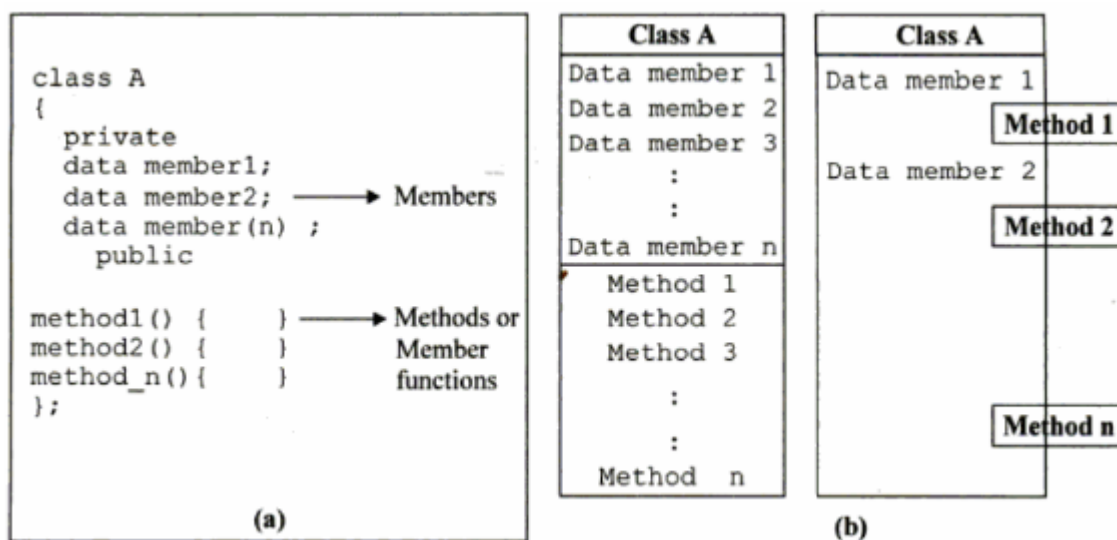 class A
{
private
data member1;
data member2; Members
data member(n) ;
public
method1() { } Methods or
method2() { } Member
method_n(){ } functions
};
(a)
Class A
Data member 1
Data member 2
Data member 3
:
:
Data member n
Method 1
Method 2
Method 3
:
:
Method n
Class A
Data member 1
Method 1
Data member 2
Method 2
Method n
(b)